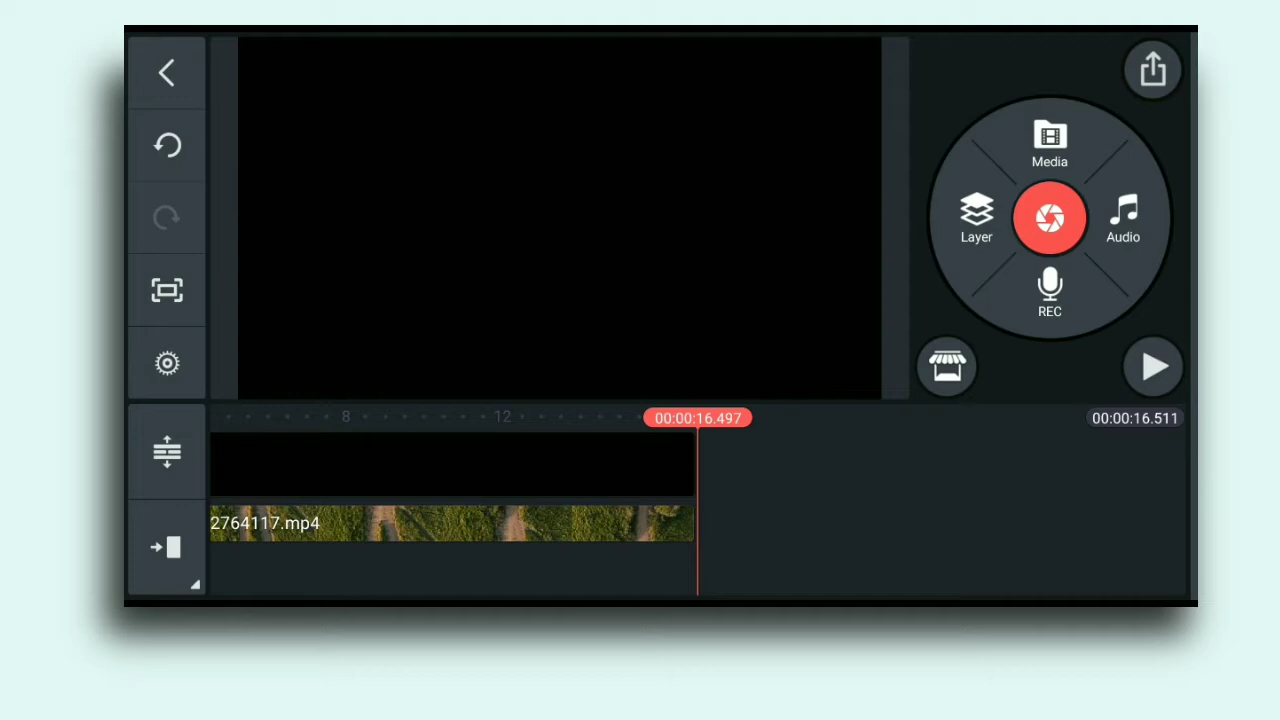 Media
Layer
Audio
REC
8
12
00:00:16.497
00:00:16.511
2764117.mp4